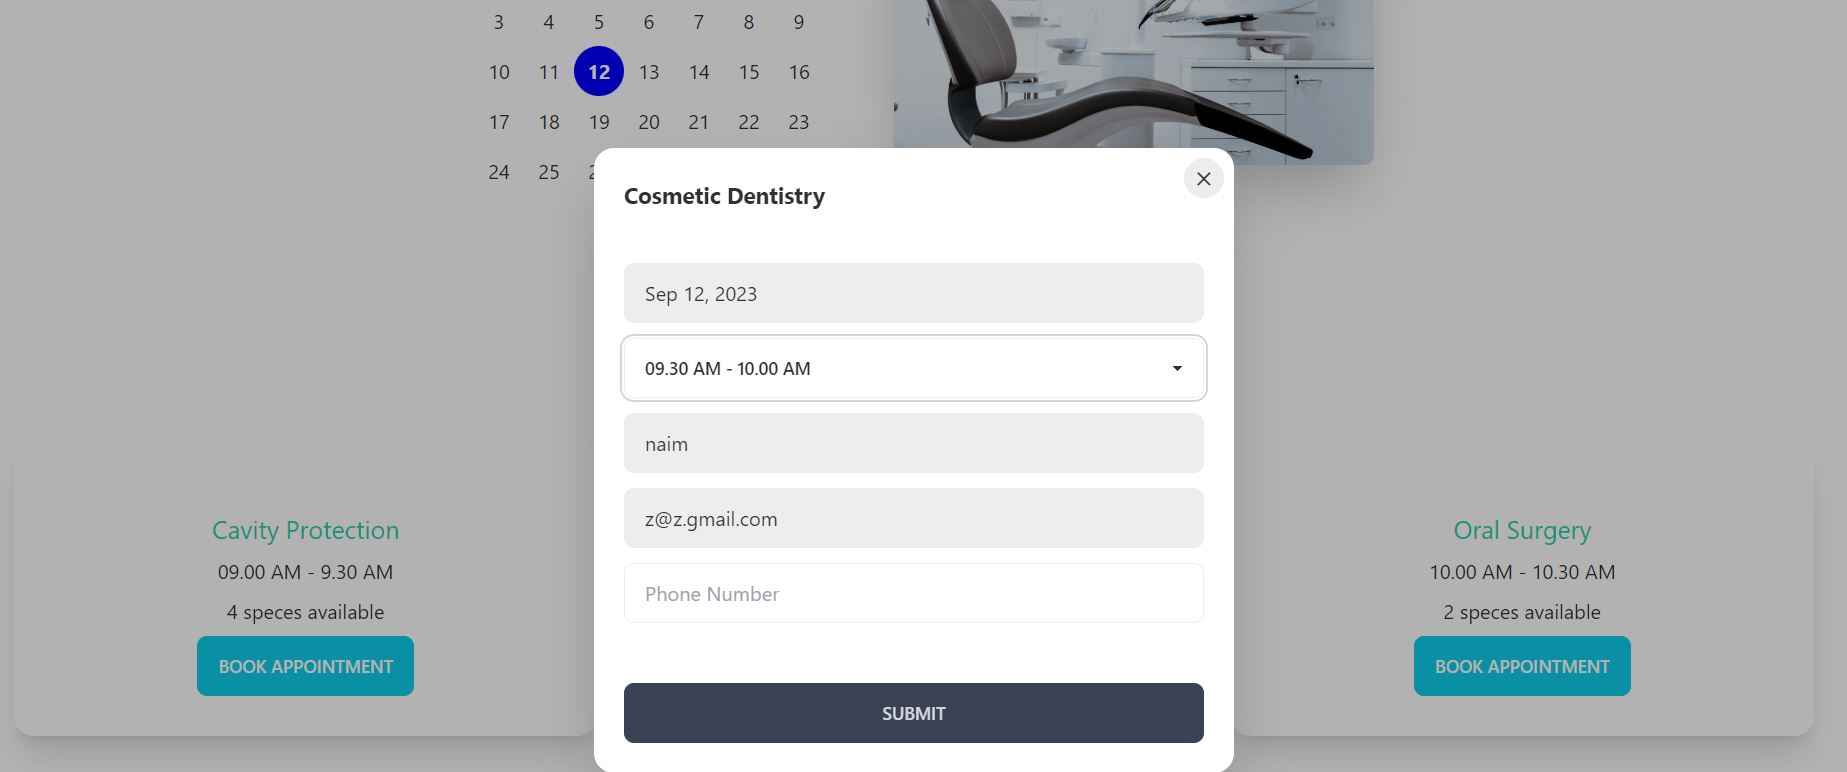 3 4 5 6 7 8 9
10 11 12 13 14 15 16
17 18 19 20 21 22 23
24 25
Cosmetic Dentistry
Sep 12, 2023
09.30 AM - 10.00 AM
naim
z@z.gmail.com
Phone Number
SUBMIT
Cavity Protection
09.00 AM - 9.30 AM
4 speces available
BOOK APPOINTMENT
Oral Surgery
10.00 AM - 10.30 AM
2 speces available
BOOK APPOINTMENT